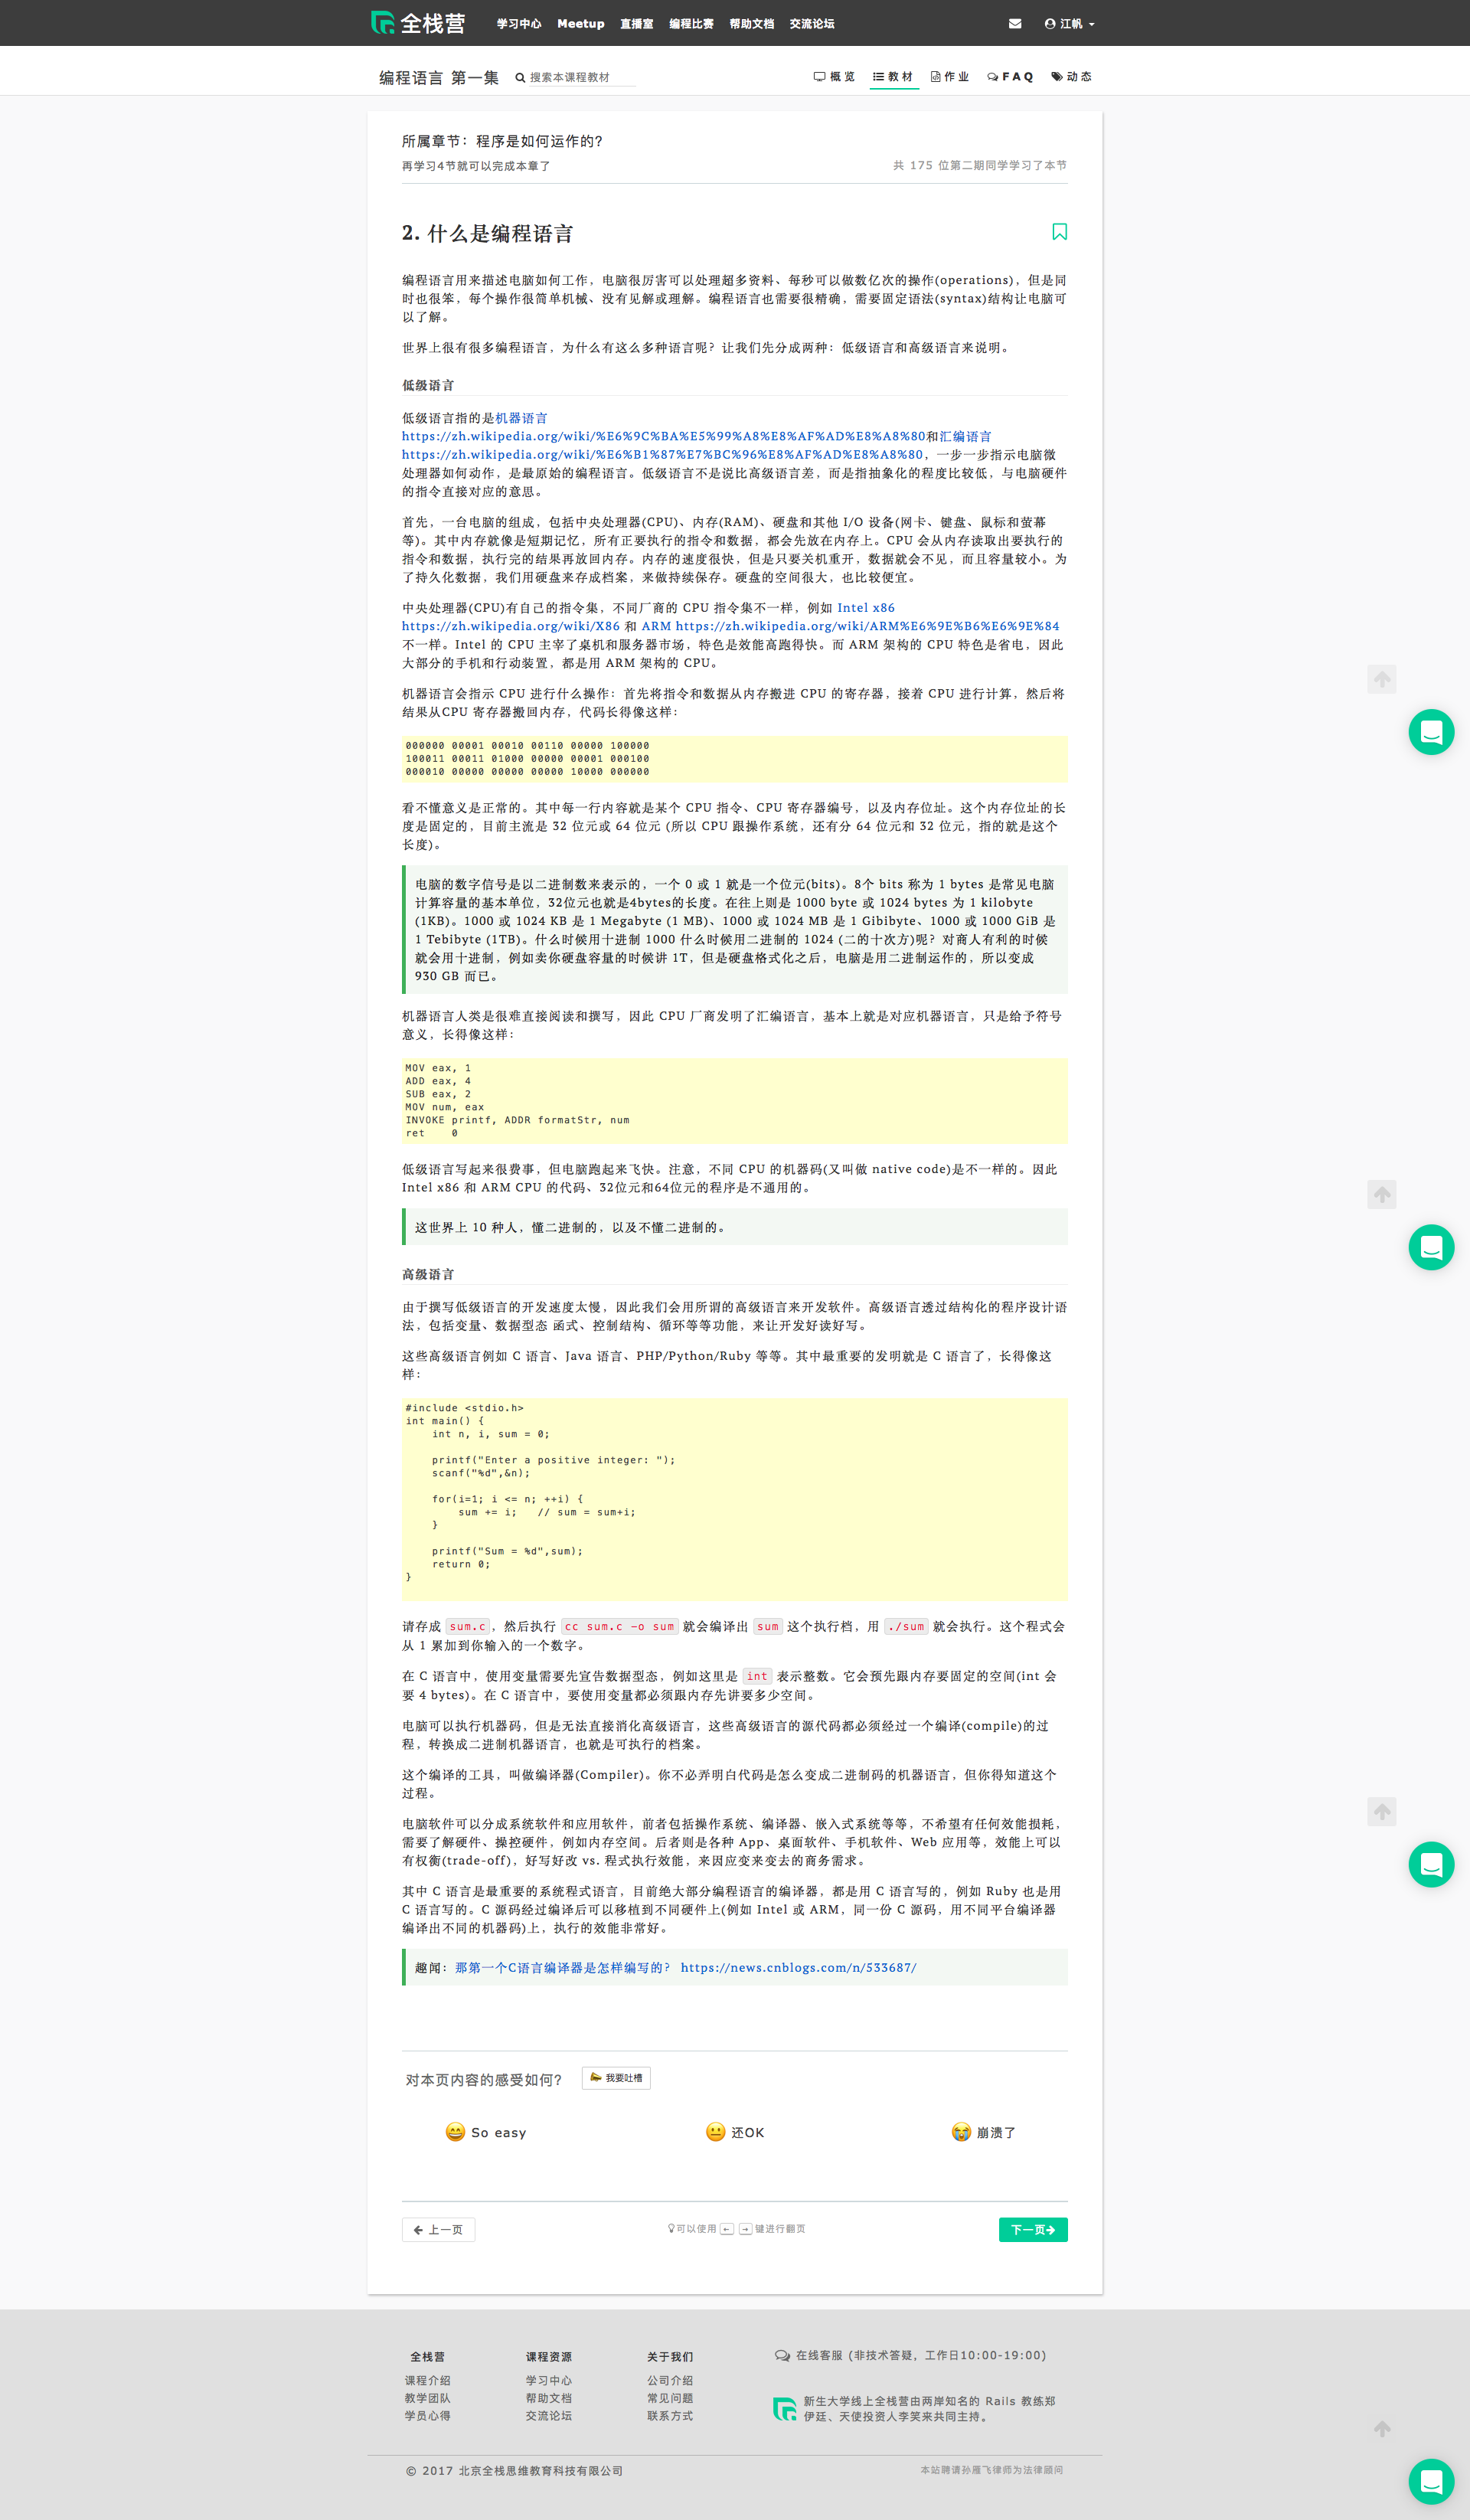 全栈营 学习中心 Meetup 直播室 编程比赛 帮助文档 交流论坛 江帆
编程语言 第一集 搜索本课程教材 概览 教材 作业 FAQ 动态
所属章节：程序是如何运作的?
再学习4节就可以完成本章了 共 175 位第二期同学学习了本节
2. 什么是编程语言
编程语言用来描述电脑如何工作，电脑很厉害可以处理超多资料、每秒可以做数亿次的操作(operations)，但是同
时也很笨，每个操作很简单机械、没有见解或理解。编程语言也需要很精确，需要固定语法(syntax)结构让电脑可
以了解。
世界上很有很多编程语言，为什么有这么多种语言呢？让我们先分成两种：低级语言和高级语言来说明。
低级语言
低级语言指的是机器语言
https://zh.wikipedia.org/wiki/%E6%9C%BA%E5%99%A8%E8%AF%AD%E8%A8%80和汇编语言
https://zh.wikipedia.org/wiki/%E6%B1%87%E7%BC%96%E8%AF%AD%E8%A8%80，一步一步指示电脑微
处理器如何动作，是最原始的编程语言。低级语言不是说比高级语言差，而是指抽象化的程度比较低，与电脑硬件
的指令直接对应的意思。
首先，一台电脑的组成，包括中央处理器(CPU)、内存(RAM)、硬盘和其他 I/O 设备(网卡、键盘、鼠标和萤幕
等)。其中内存就像是短期记忆，所有正要执行的指令和数据，都会先放在内存上。CPU 会从内存读取出要执行的
指令和数据，执行完的结果再放回内存。内存的速度很快，但是只要关机重开，数据就会不见，而且容量较小。为
了持久化数据，我们用硬盘来存成档案，来做持续保存。硬盘的空间很大，也比较便宜。
中央处理器(CPU)有自己的指令集，不同厂商的 CPU 指令集不一样，例如 Intel x86
https://zh.wikipedia.org/wiki/X86 和 ARM https://zh.wikipedia.org/wiki/ARM%E6%9E%B6%E6%9E%84
不一样。Intel 的 CPU 主宰了桌机和服务器市场，特色是效能高跑得快。而 ARM 架构的 CPU 特色是省电，因此
大部分的手机和行动装置，都是用 ARM 架构的 CPU。
机器语言会指示 CPU 进行什么操作：首先将指令和数据从内存搬进 CPU 的寄存器，接着 CPU 进行计算，然后将
结果从CPU 寄存器搬回内存，代码长得像这样：
000000 00001 00010 00110 00000 100000
100011 00011 01000 00000 00001 000100
000010 00000 00000 00000 10000 000000
看不懂意义是正常的。其中每一行内容就是某个 CPU 指令、CPU 寄存器编号，以及内存位址。这个内存位址的长
度是固定的，目前主流是 32 位元或 64 位元 (所以 CPU 跟操作系统，还有分 64 位元和 32 位元，指的就是这个
长度)。
电脑的数字信号是以二进制数来表示的，一个 0 或 1 就是一个位元(bits)。8个 bits 称为 1 bytes 是常见电脑
计算容量的基本单位，32位元也就是4bytes的长度。在往上则是 1000 byte 或 1024 bytes 为 1 kilobyte
(1KB)。1000 或 1024 KB 是 1 Megabyte (1 MB)、1000 或 1024 MB 是 1 Gibibyte、1000 或 1000 GiB 是
1 Tebibyte (1TB)。什么时候用十进制 1000 什么时候用二进制的 1024 (二的十次方)呢？对商人有利的时候
就会用十进制，例如卖你硬盘容量的时候讲 1T，但是硬盘格式化之后，电脑是用二进制运作的，所以变成
930 GB 而已。
机器语言人类是很难直接阅读和撰写，因此 CPU 厂商发明了汇编语言，基本上就是对应机器语言，只是给予符号
意义，长得像这样：
MOV eax, 1
ADD eax, 4
SUB eax, 2
MOV num, eax
INVOKE printf, ADDR formatStr, num
ret    0
低级语言写起来很费事，但电脑跑起来飞快。注意，不同 CPU 的机器码(又叫做 native code)是不一样的。因此
Intel x86 和 ARM CPU 的代码、32位元和64位元的程序是不通用的。
这世界上 10 种人，懂二进制的，以及不懂二进制的。
高级语言
由于撰写低级语言的开发速度太慢，因此我们会用所谓的高级语言来开发软件。高级语言透过结构化的程序设计语
法，包括变量、数据型态 函式、控制结构、循环等等功能，来让开发好读好写。
这些高级语言例如 C 语言、Java 语言、PHP/Python/Ruby 等等。其中最重要的发明就是 C 语言了，长得像这
样：
#include <stdio.h>
int main() {
    int n, i, sum = 0;
    printf("Enter a positive integer: ");
    scanf("%d",&n);
    for(i=1; i <= n; ++i) {
        sum += i;   // sum = sum+i;
    }
    printf("Sum = %d",sum);
    return 0;
}
请存成 sum.c，然后执行 cc sum.c -o sum 就会编译出 sum 这个执行档，用 ./sum 就会执行。这个程式会
从 1 累加到你输入的一个数字。
在 C 语言中，使用变量需要先宣告数据型态，例如这里是 int 表示整数。它会预先跟内存要固定的空间(int 会
要 4 bytes)。在 C 语言中，要使用变量都必须跟内存先讲要多少空间。
电脑可以执行机器码，但是无法直接消化高级语言，这些高级语言的源代码都必须经过一个编译(compile)的过
程，转换成二进制机器语言，也就是可执行的档案。
这个编译的工具，叫做编译器(Compiler)。你不必弄明白代码是怎么变成二进制码的机器语言，但你得知道这个
过程。
电脑软件可以分成系统软件和应用软件，前者包括操作系统、编译器、嵌入式系统等等，不希望有任何效能损耗，
需要了解硬件、操控硬件，例如内存空间。后者则是各种 App、桌面软件、手机软件、Web 应用等，效能上可以
有权衡(trade-off)，好写好改 vs. 程式执行效能，来因应变来变去的商务需求。
其中 C 语言是最重要的系统程式语言，目前绝大部分编程语言的编译器，都是用 C 语言写的，例如 Ruby 也是用
C 语言写的。C 源码经过编译后可以移植到不同硬件上(例如 Intel 或 ARM，同一份 C 源码，用不同平台编译器
编译出不同的机器码)上，执行的效能非常好。
趣闻：那第一个C语言编译器是怎样编写的？ https://news.cnblogs.com/n/533687/
对本页内容的感受如何? 我要吐槽
So easy 还OK 崩溃了
← 上一页 可以使用 ← → 键进行翻页 下一页→
全栈营 课程资源 关于我们 在线客服 (非技术答疑，工作日10:00-19:00)
课程介绍 学习中心 公司介绍
教学团队 帮助文档 常见问题 新生大学线上全栈营由两岸知名的 Rails 教练郑
学员心得 交流论坛 联系方式 伊廷、天使投资人李笑来共同主持。
© 2017 北京全栈思维教育科技有限公司 本站聘请孙雁飞律师为法律顾问